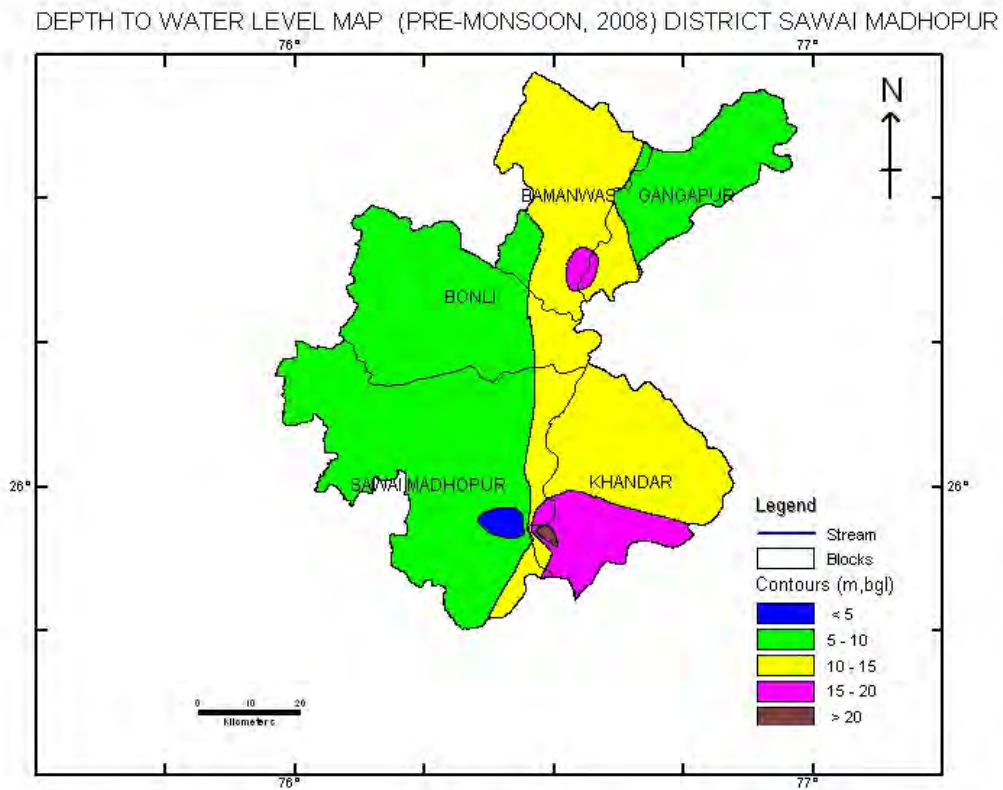 DEPTH TO WATER LEVEL MAP (PRE-MONSOON, 2008) DISTRICT SAWAI MADHOPUR
76° 77°
N
BAMANWAS GANGAPUR
BONLI
26° SAWAI MADHOPUR KHANDAR 26°
Legend
Stream
Blocks
Contours (m,bgl)
< 5
5 - 10
10 - 15
15 - 20
> 20
0 10 20
Kilometers
76° 77°